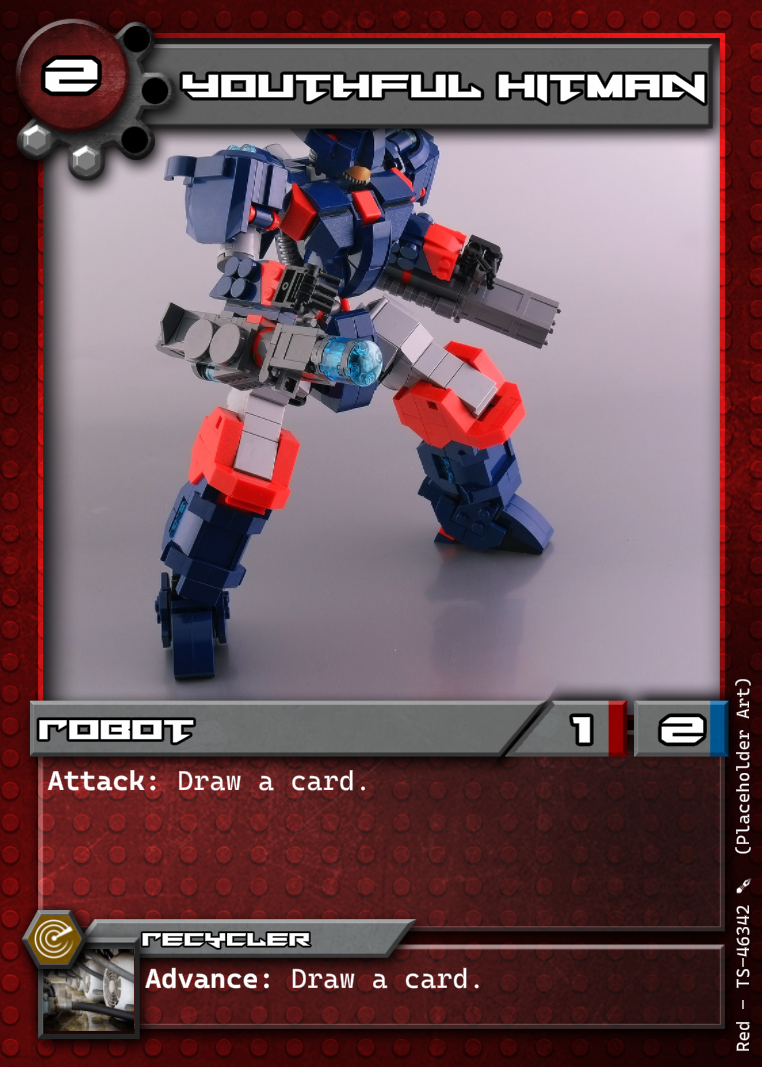 2
YOUTHFUL HITMAN
ROBOT
1
2
Attack: Draw a card.
RECYCLER
Advance: Draw a card.
Red - TS-46342 (Placeholder Art)